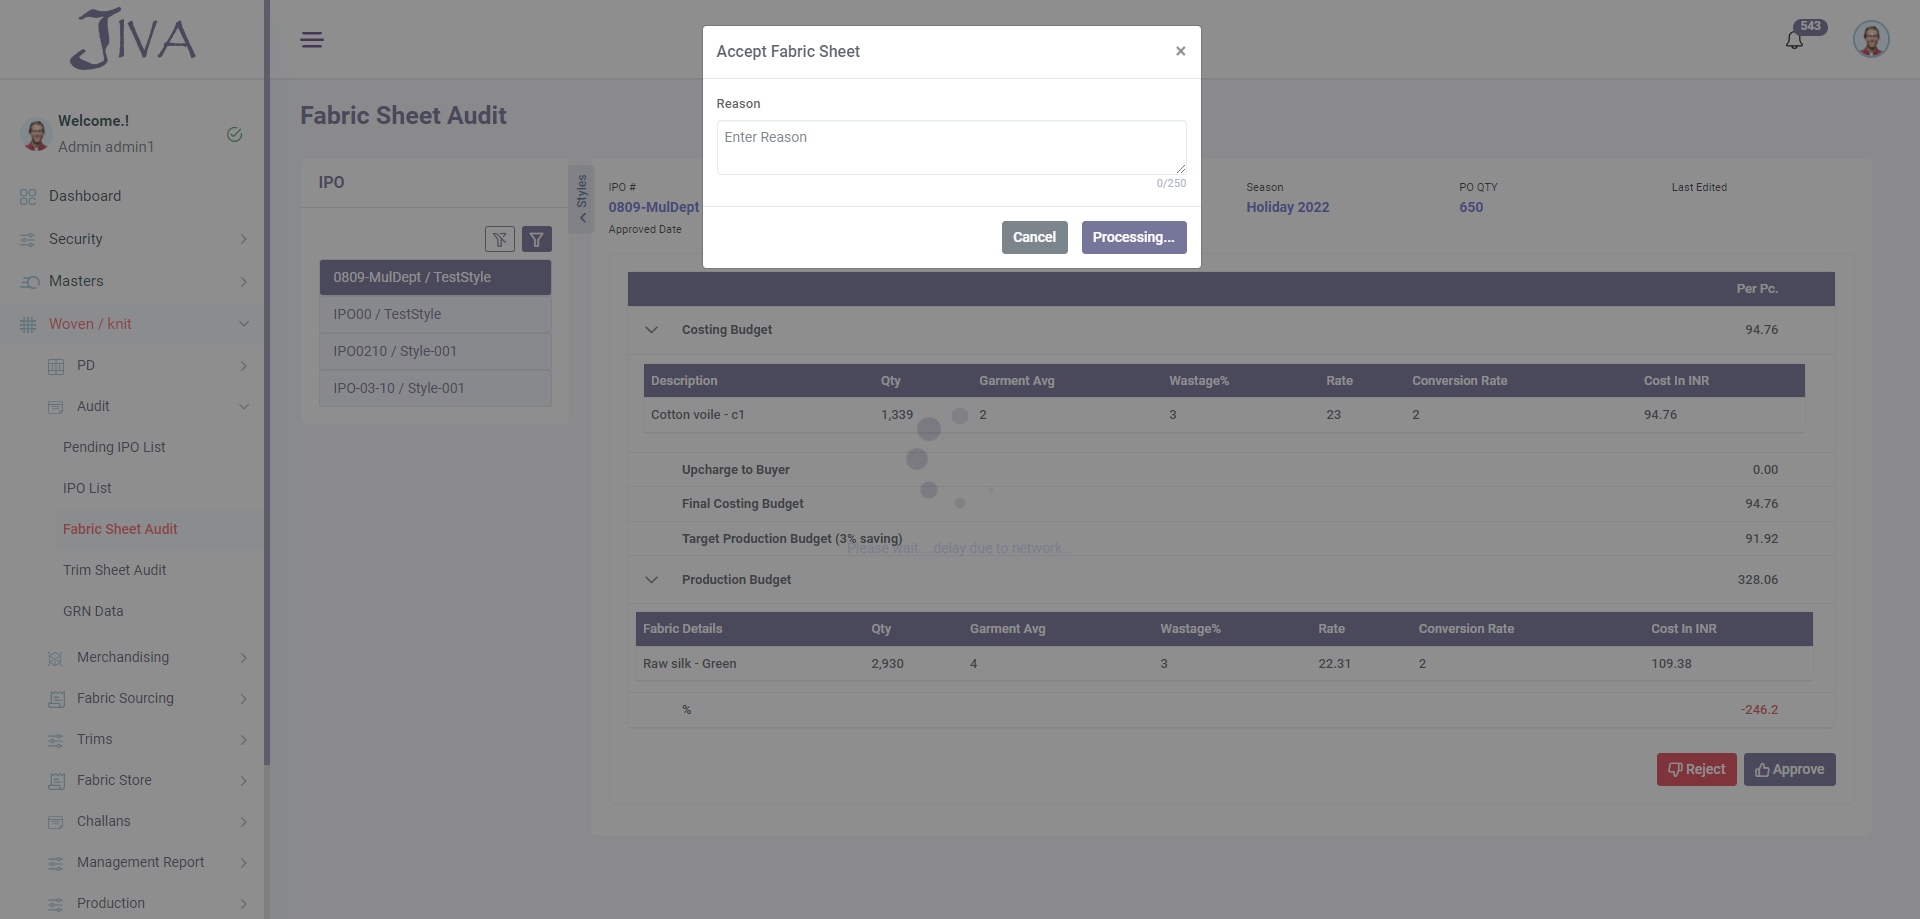 JIVA
543
Welcome.!
Admin admin1
Dashboard
Security
Masters
Woven / knit
PD
Audit
Pending IPO List
IPO List
Fabric Sheet Audit
Trim Sheet Audit
GRN Data
Merchandising
Fabric Sourcing
Trims
Fabric Store
Challans
Management Report
Production
Fabric Sheet Audit
IPO
0809-MulDept / TestStyle
IPO00 / TestStyle
IPO0210 / Style-001
IPO-03-10 / Style-001
Styles
Accept Fabric Sheet
×
Reason
Enter Reason
0/250
Cancel
Processing...
IPO # Season PO QTY Last Edited
0809-MulDept Holiday 2022 650
Approved Date
Per Pc.
Costing Budget 94.76
Description Qty Garment Avg Wastage% Rate Conversion Rate Cost In INR
Cotton voile - c1 1,339 2 3 23 2 94.76
Upcharge to Buyer 0.00
Final Costing Budget 94.76
Target Production Budget (3% saving) 91.92
Please wait....delay due to network...
Production Budget 328.06
Fabric Details Qty Garment Avg Wastage% Rate Conversion Rate Cost In INR
Raw silk - Green 2,930 4 3 22.31 2 109.38
% -246.2
Reject Approve